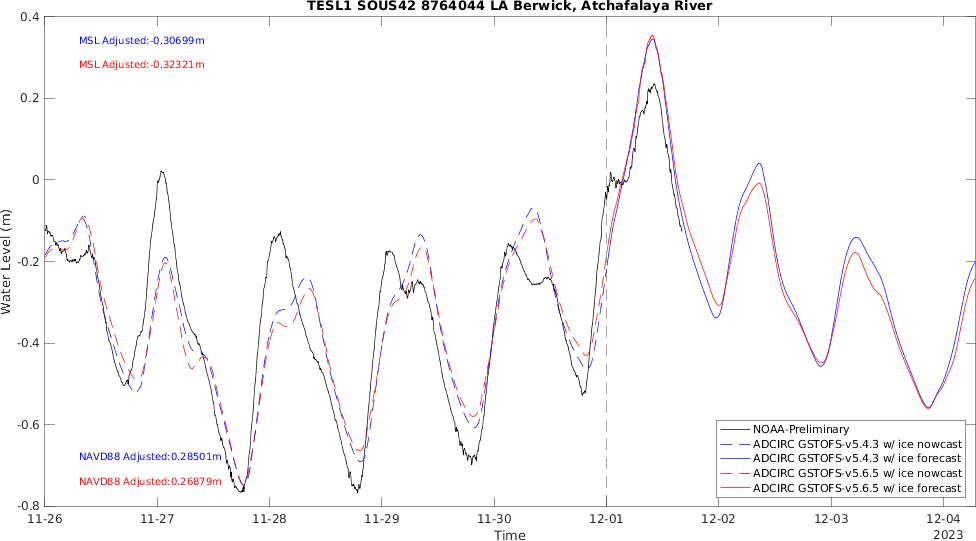 TESL1 SOUS42 8764044 LA Berwick, Atchafalaya River
MSL Adjusted:-0.30699m
MSL Adjusted:-0.32321m
NAVD88 Adjusted:0.28501m
NAVD88 Adjusted:0.26879m
Water Level (m)
0.4
0.2
0
-0.2
-0.4
-0.6
-0.8
NOAA-Preliminary
ADCIRC GSTOFS-v5.4.3 w/ ice nowcast
ADCIRC GSTOFS-v5.4.3 w/ ice forecast
ADCIRC GSTOFS-v5.6.5 w/ ice nowcast
ADCIRC GSTOFS-v5.6.5 w/ ice forecast
11-26 11-27 11-28 11-29 11-30 12-01 12-02 12-03 12-04
Time
2023